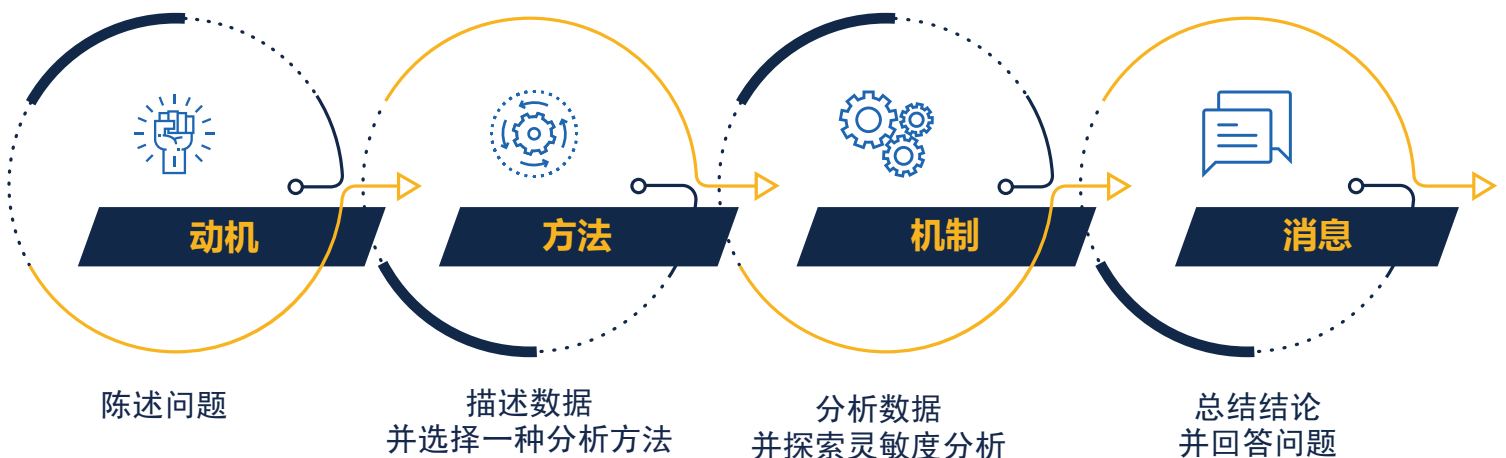 动机
方法
机制
消息
陈述问题
描述数据
并选择一种分析方法
分析数据
并探索灵敏度分析
总结结论
并回答问题